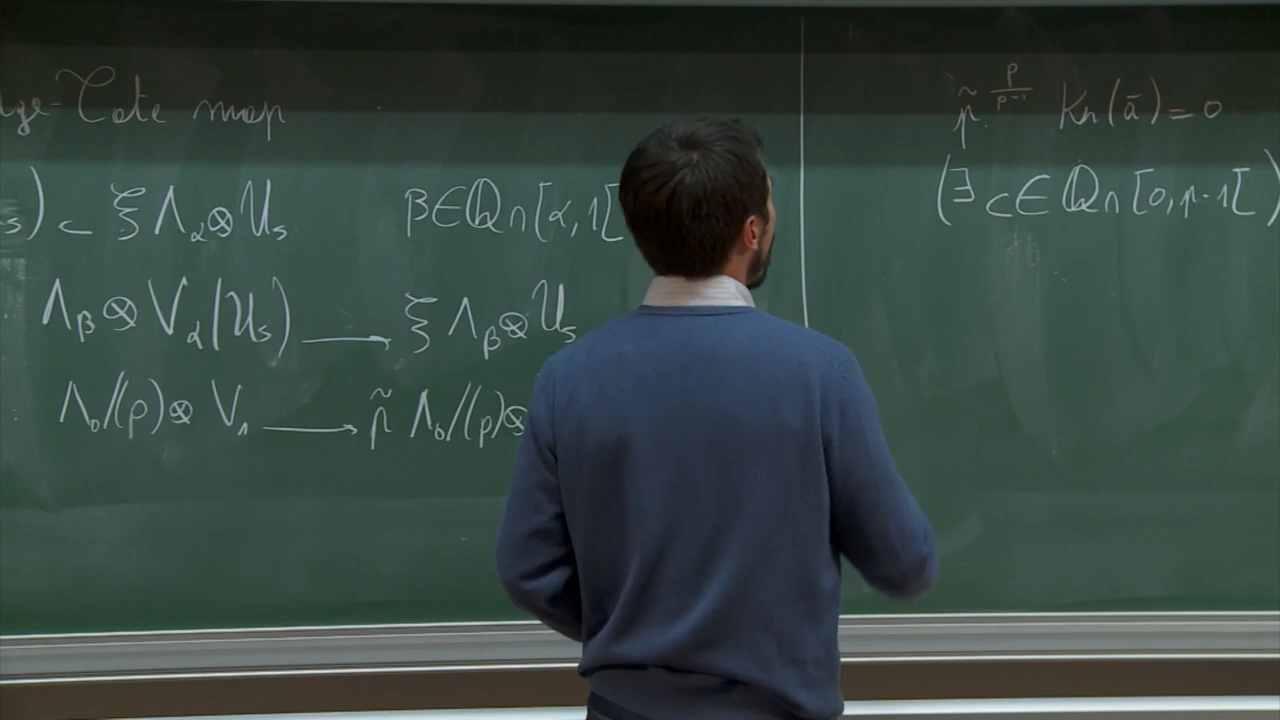 Tate map
) ⊂ ξ Λ_α ⊗ U_s    β ∈ ℚ ∩ [α, 1[
Λ_β ⊗ V_α(U_s) ⟶ ξ Λ_β ⊗ U_s
Λ_0/(p) ⊗ V_1 ⟶ p̃ Λ_0/(p) ⊗
p̃^{p/(p-1)} Kn(ā) = 0
(∃ c ∈ ℚ ∩ [0, p-1[)